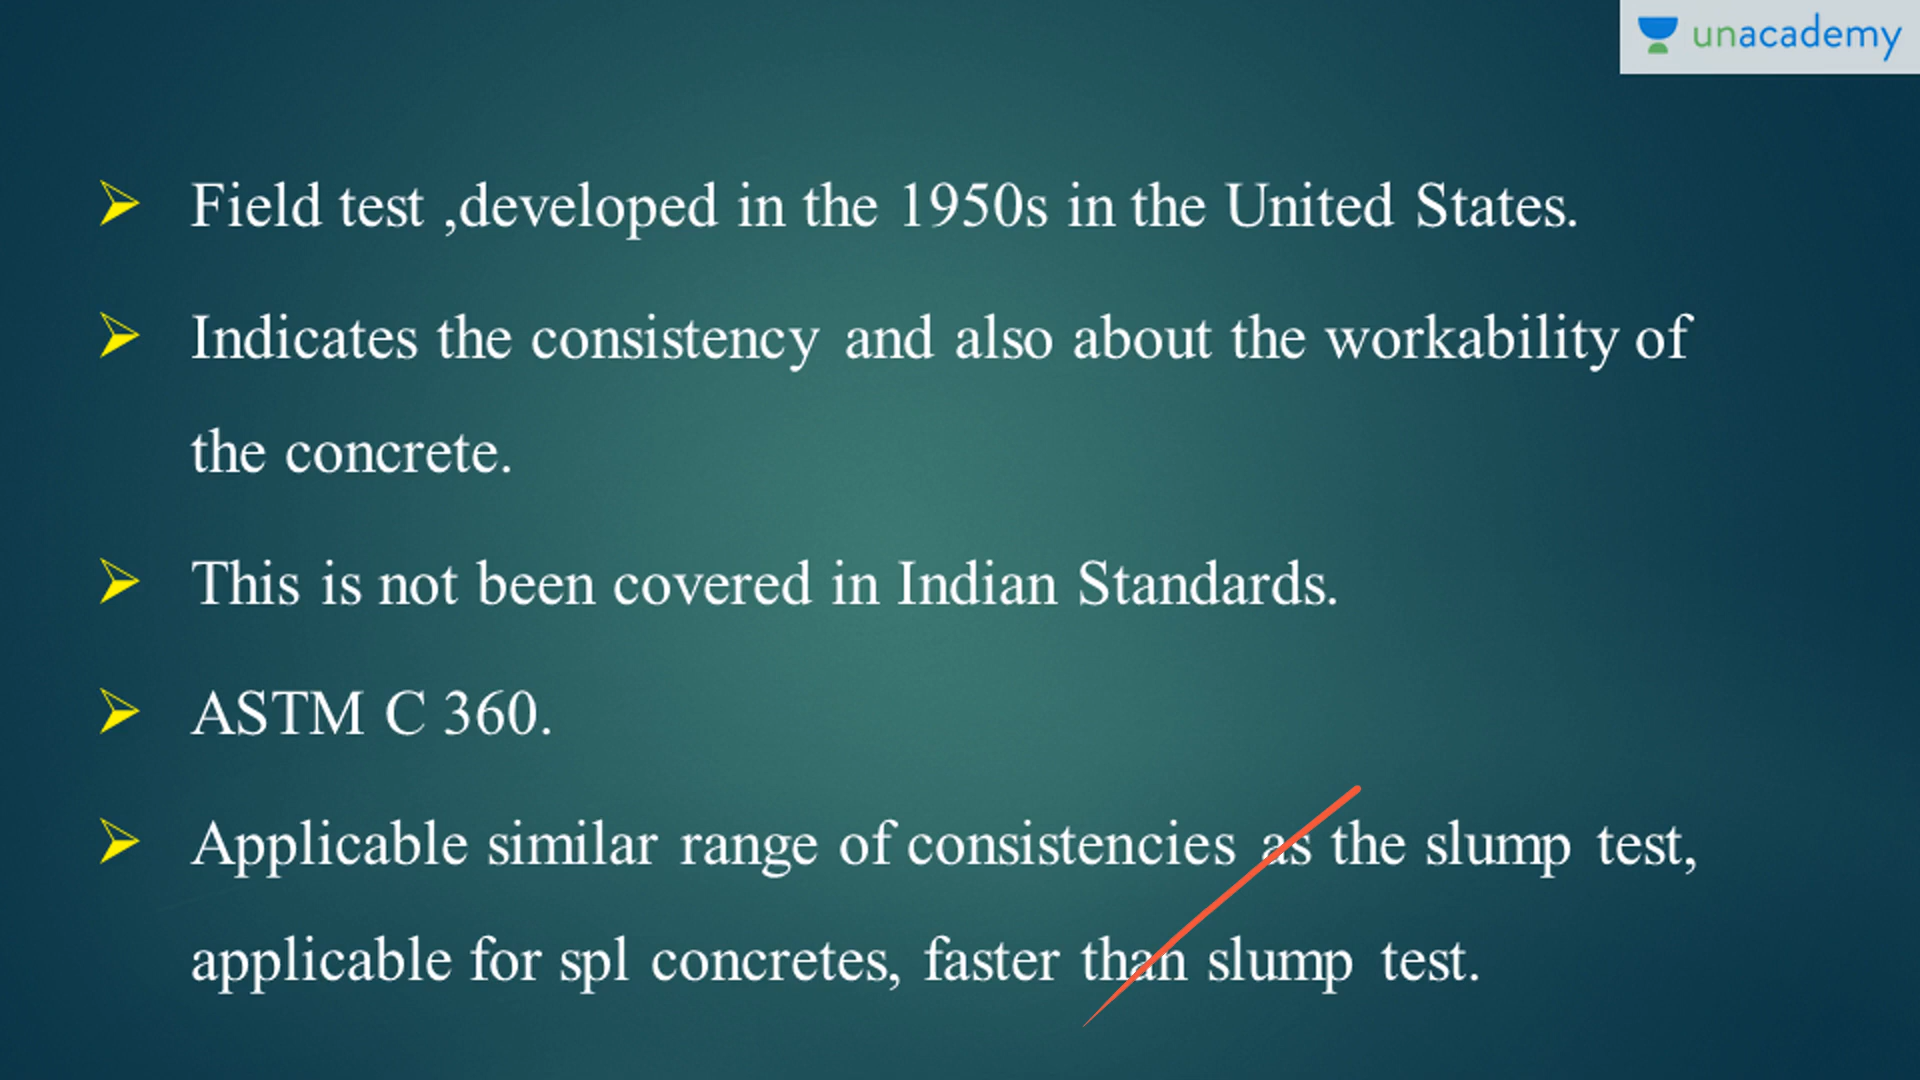 unacademy
Field test ,developed in the 1950s in the United States.
Indicates the consistency and also about the workability of
the concrete.
This is not been covered in Indian Standards.
ASTM C 360.
Applicable similar range of consistencies as the slump test,
applicable for spl concretes, faster than slump test.